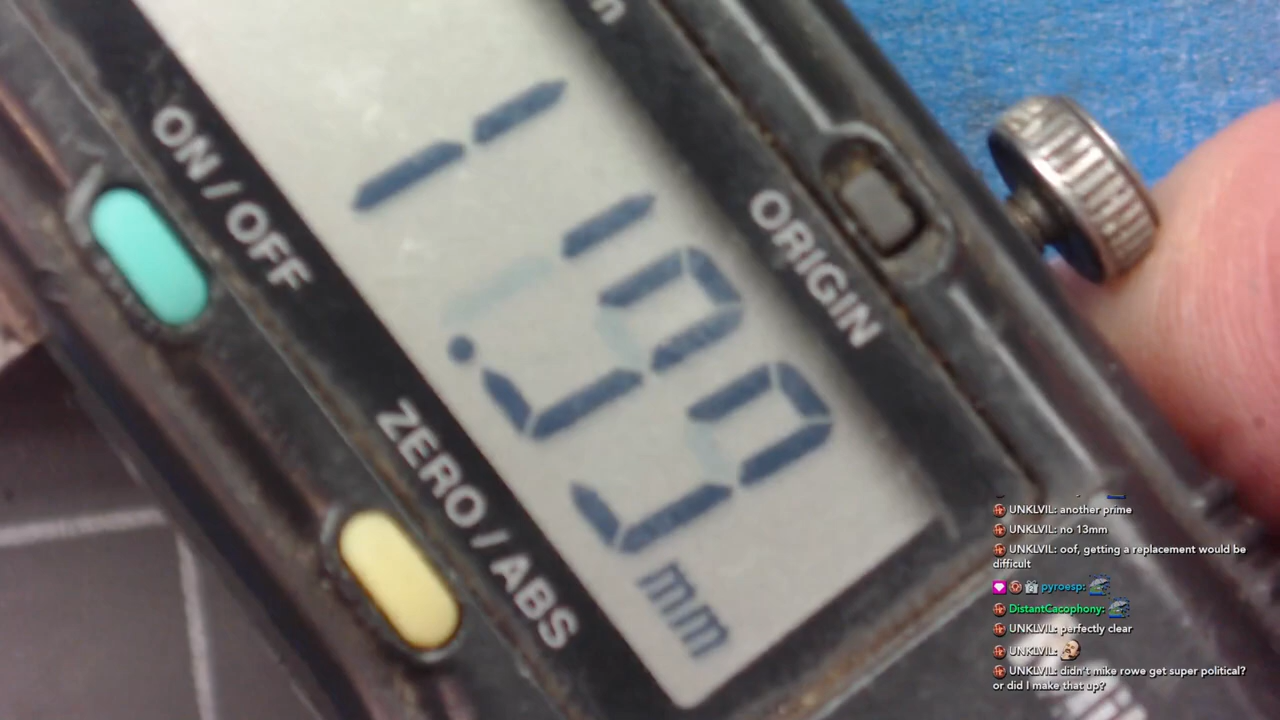 ON / OFF
11.99
mm
ORIGIN
ZERO / ABS
UNKLVIL: another prime
UNKLVIL: no 13mm
UNKLVIL: oof, getting a replacement would be
difficult
pyroesp:
DistantCacophony:
UNKLVIL: perfectly clear
UNKLVIL:
UNKLVIL: didn't mike rowe get super political?
or did I make that up?